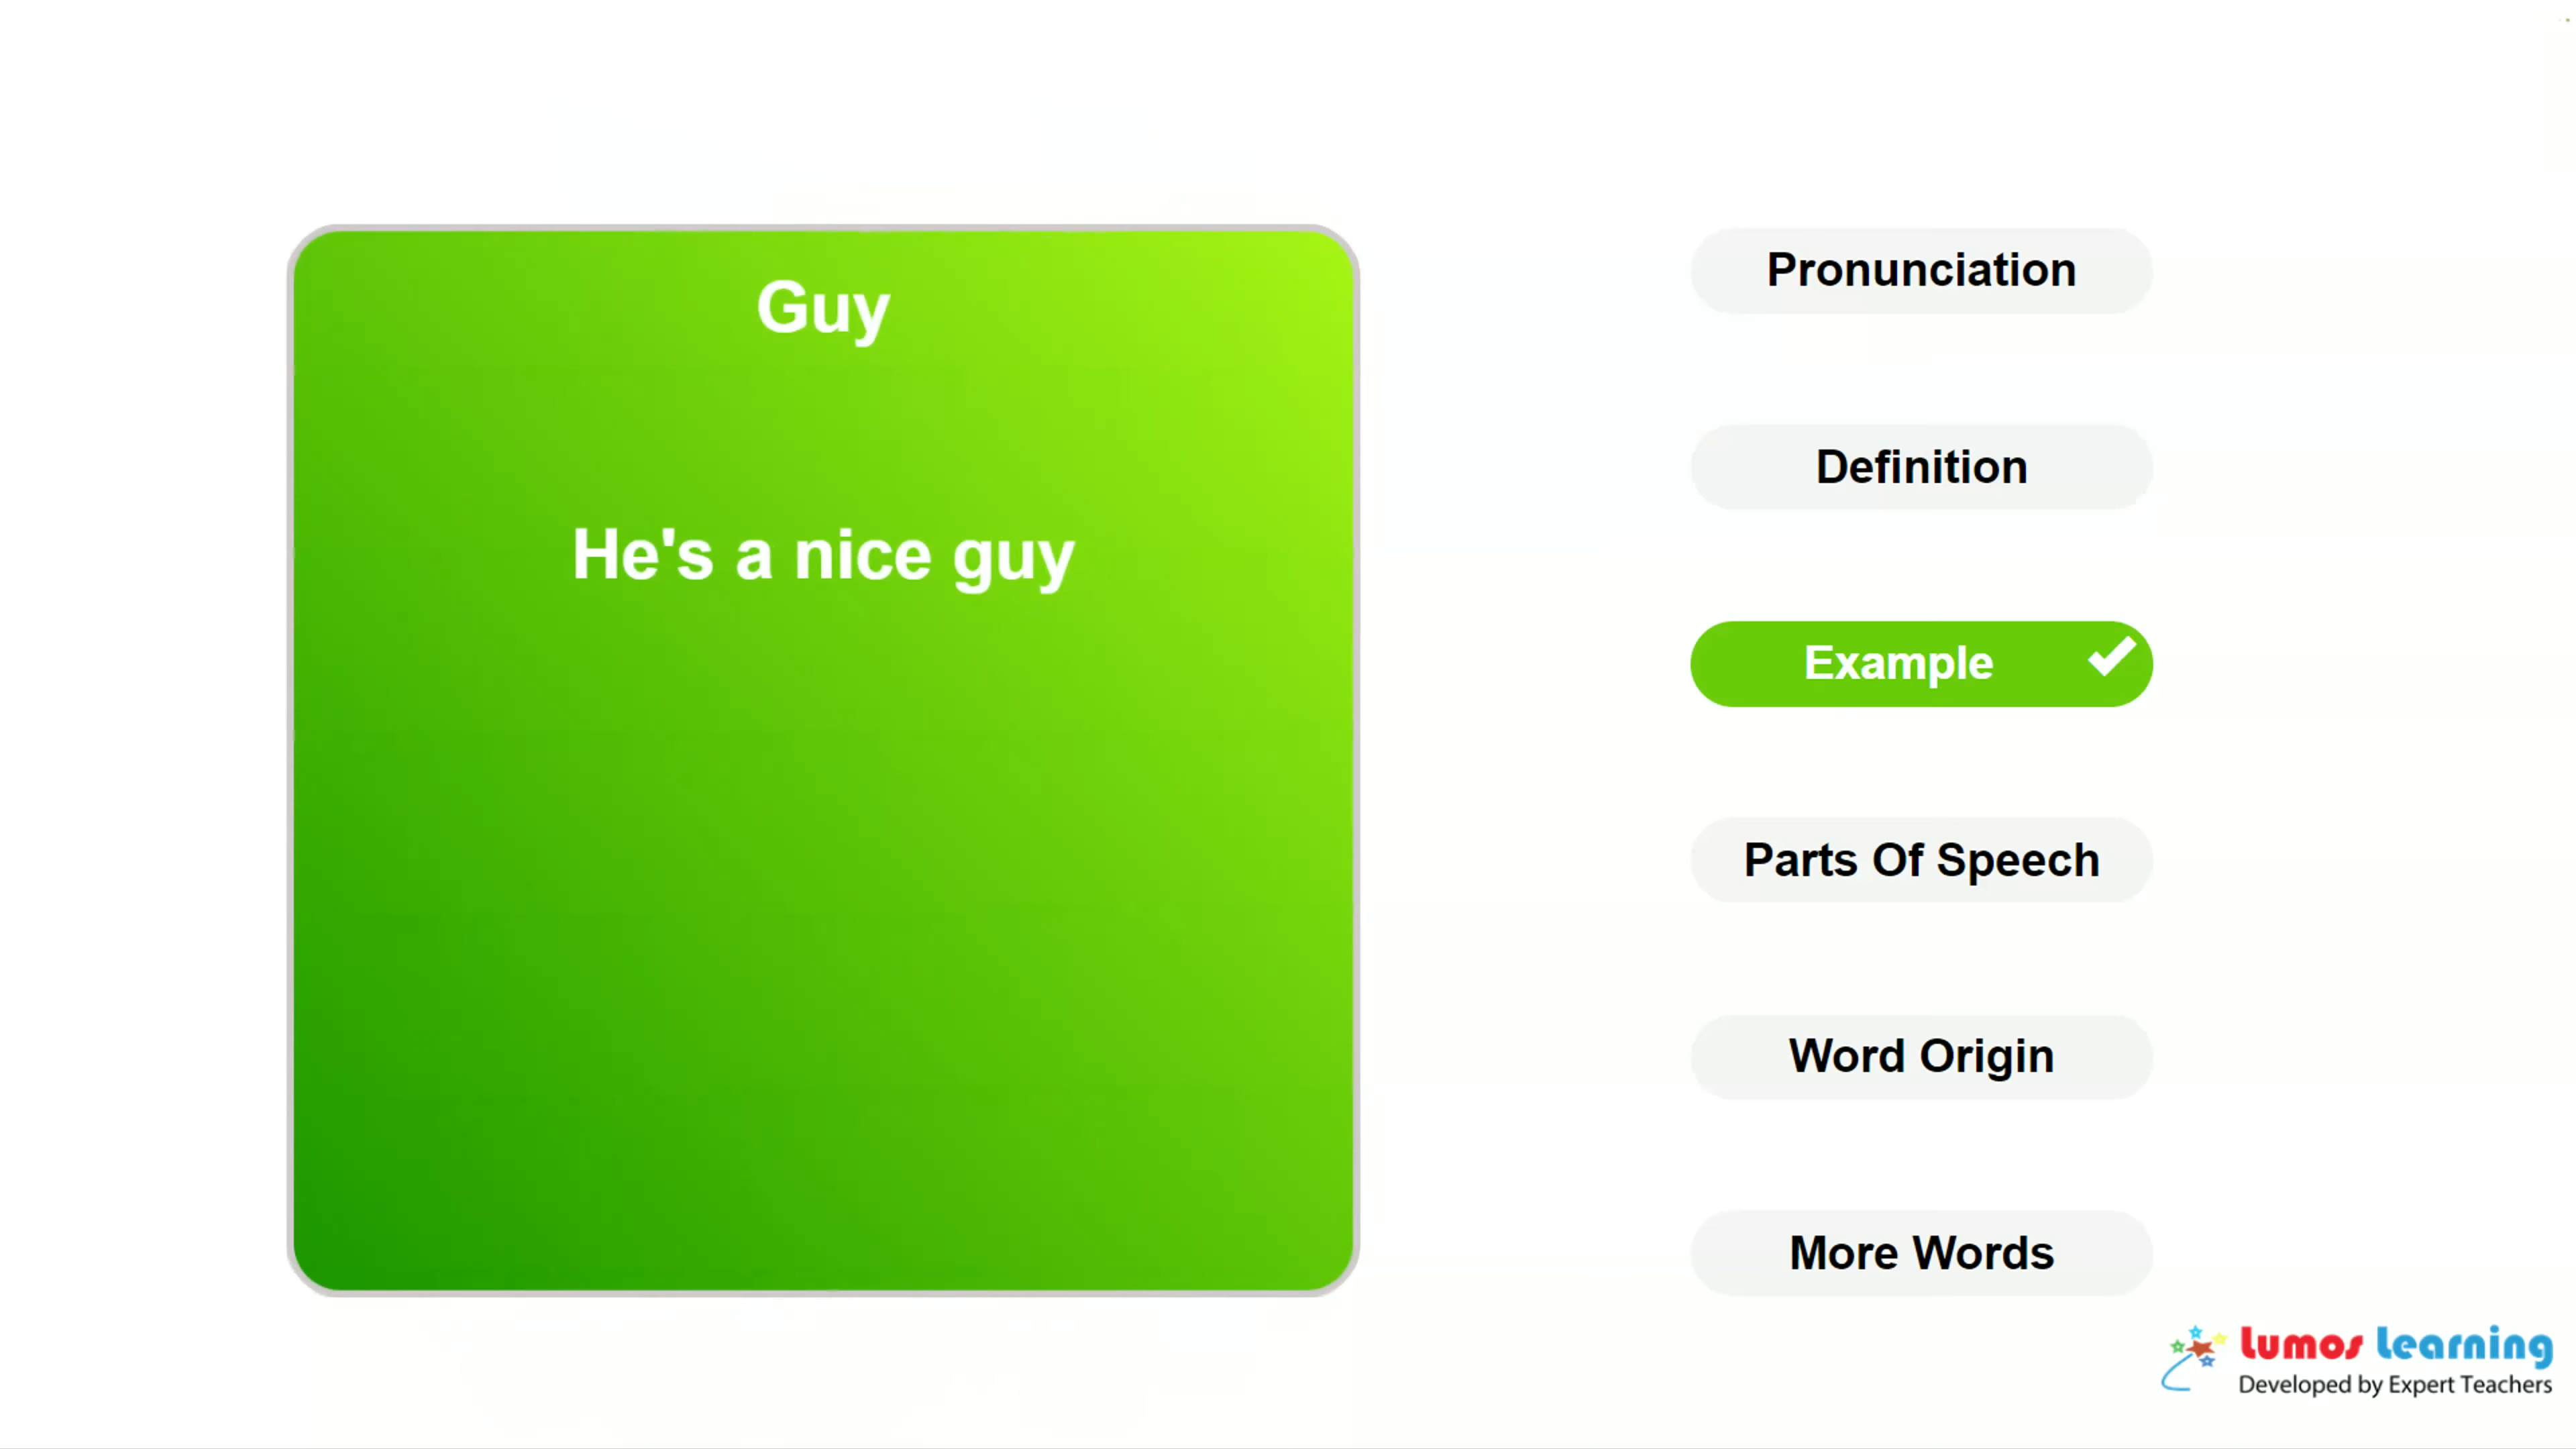 Guy
He's a nice guy
Pronunciation
Definition
Example
Parts Of Speech
Word Origin
More Words
Lumos Learning
Developed by Expert Teachers